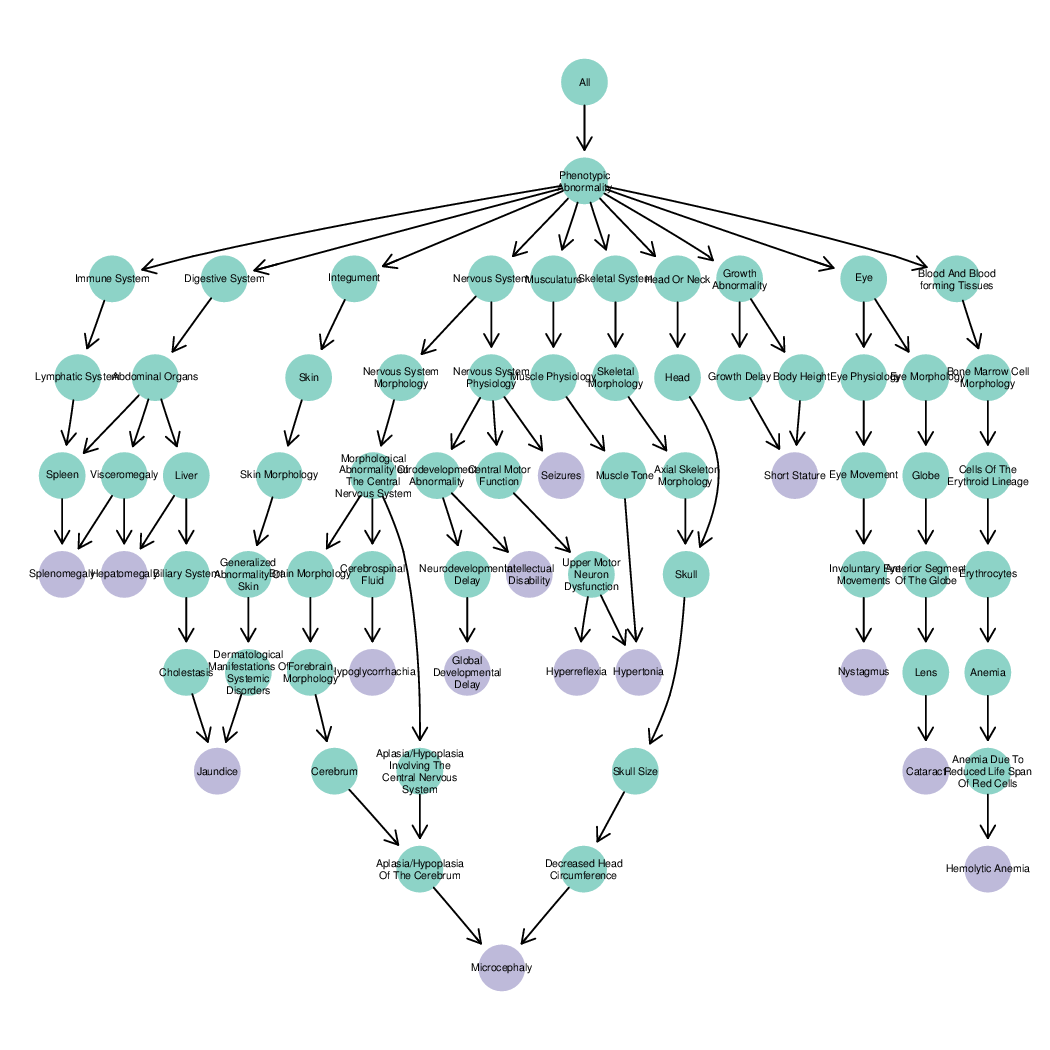 All
Phenotypic
Abnormality
Immune System
Digestive System
Integument
Nervous System
Musculature
Skeletal System
Head Or Neck
Growth
Abnormality
Eye
Blood And Blood
forming Tissues
Lymphatic System
Abdominal Organs
Skin
Nervous System
Morphology
Nervous System
Physiology
Muscle Physiology
Skeletal
Morphology
Head
Growth Delay
Body Height
Eye Physiology
Eye Morphology
Bone Marrow Cell
Morphology
Spleen
Visceromegaly
Liver
Skin Morphology
Morphological
Abnormality Of
The Central
Nervous System
Neurodevelopmental
Abnormality
Central Motor
Function
Seizures
Muscle Tone
Axial Skeleton
Morphology
Short Stature
Eye Movement
Globe
Cells Of The
Erythroid Lineage
Splenomegaly
Hepatomegaly
Biliary System
Generalized
Abnormality Of
Skin
Brain Morphology
Cerebrospinal
Fluid
Neurodevelopmental
Delay
Intellectual
Disability
Upper Motor
Neuron
Dysfunction
Skull
Involuntary Eye
Movements
Anterior Segment
Of The Globe
Erythrocytes
Cholestasis
Dermatological
Manifestations Of
Systemic
Disorders
Forebrain
Morphology
Hypoglycorrhachia
Global
Developmental
Delay
Hyperreflexia
Hypertonia
Nystagmus
Lens
Anemia
Jaundice
Cerebrum
Aplasia/Hypoplasia
Involving The
Central Nervous
System
Skull Size
Cataract
Anemia Due To
Reduced Life Span
Of Red Cells
Aplasia/Hypoplasia
Of The Cerebrum
Decreased Head
Circumference
Hemolytic Anemia
Microcephaly